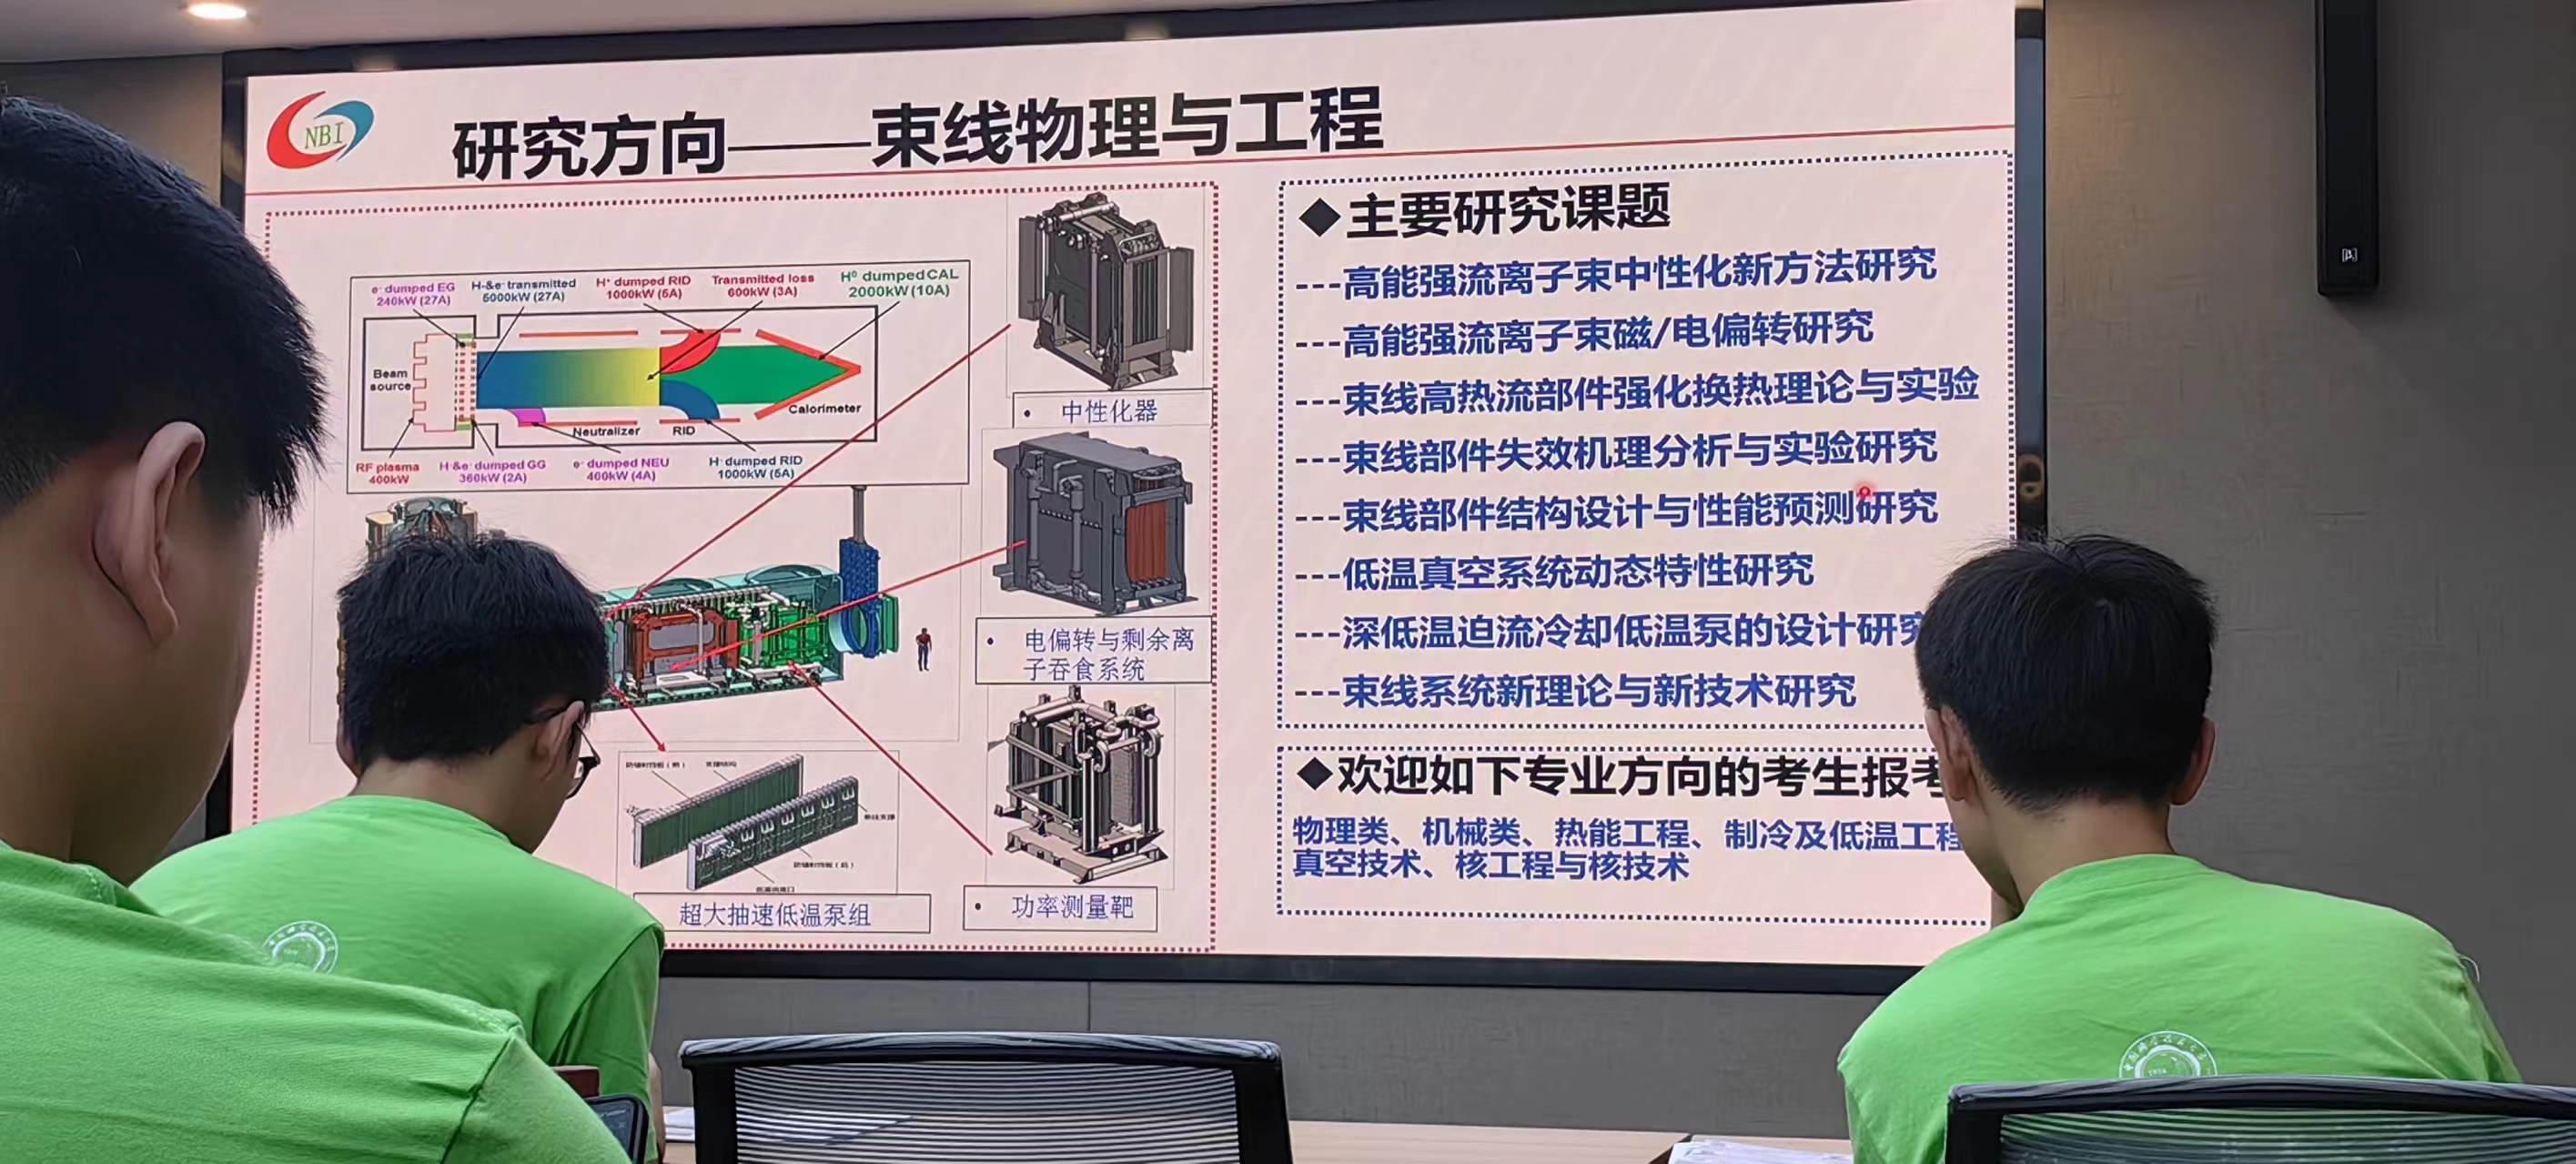 NBI
研究方向——束线物理与工程
e⁻ dumped EG
240kW (27A)
H-&e⁻ transmitted
5000kW (27A)
H⁺ dumped RID
1000kW (5A)
Transmitted loss
600kW (3A)
H⁰ dumped CAL
2000kW (10A)
Beam
source
Calorimeter
Neutralizer
RID
RF plasma
400kW
H⁻&e⁻ dumped GG
360kW (2A)
e⁻ dumped NEU
400kW (4A)
H⁻ dumped RID
1000kW (5A)
• 中性化器
• 电偏转与剩余离
子吞食系统
• 功率测量靶
超大抽速低温泵组
◆主要研究课题
---高能强流离子束中性化新方法研究
---高能强流离子束磁/电偏转研究
---束线高热流部件强化换热理论与实验
---束线部件失效机理分析与实验研究
---束线部件结构设计与性能预测研究
---低温真空系统动态特性研究
---深低温迫流冷却低温泵的设计研究
---束线系统新理论与新技术研究
◆欢迎如下专业方向的考生报考
物理类、机械类、热能工程、制冷及低温工程
真空技术、核工程与核技术